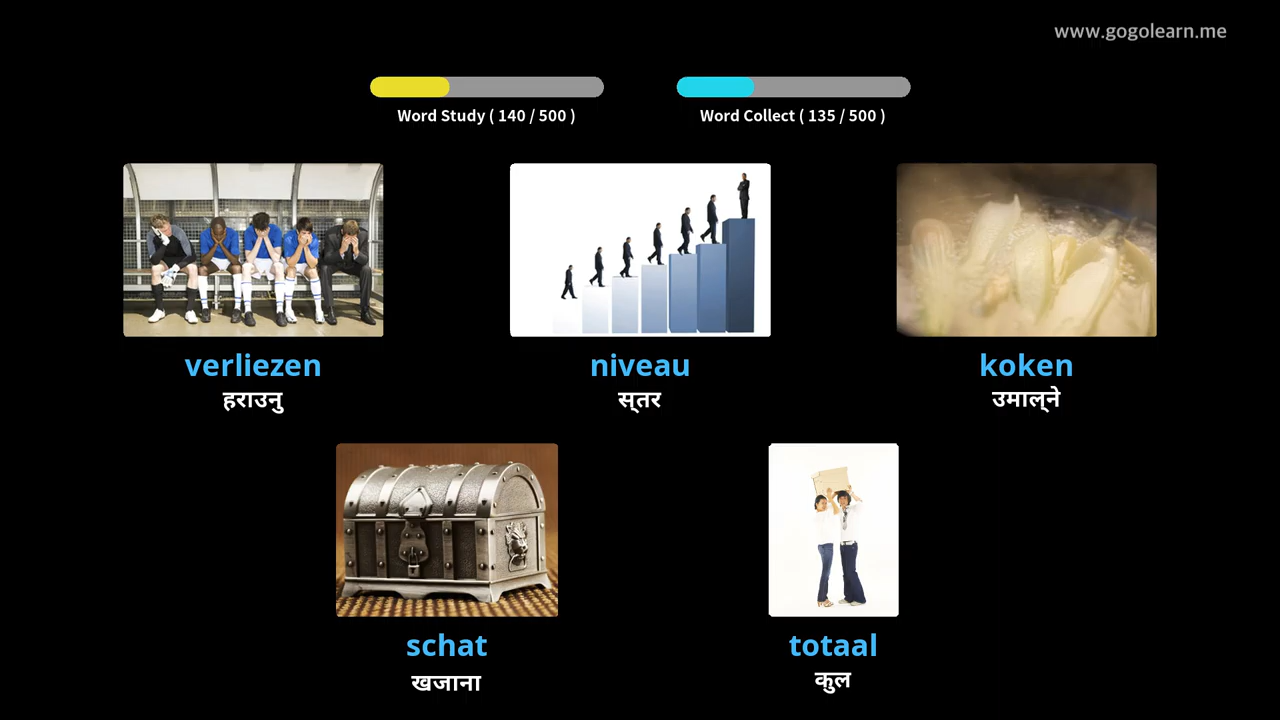 www.gogolearn.me
Word Study ( 140 / 500 )
Word Collect ( 135 / 500 )
verliezen
हराउनु
niveau
स्तर
koken
उमाल्ने
schat
खजाना
totaal
कुल